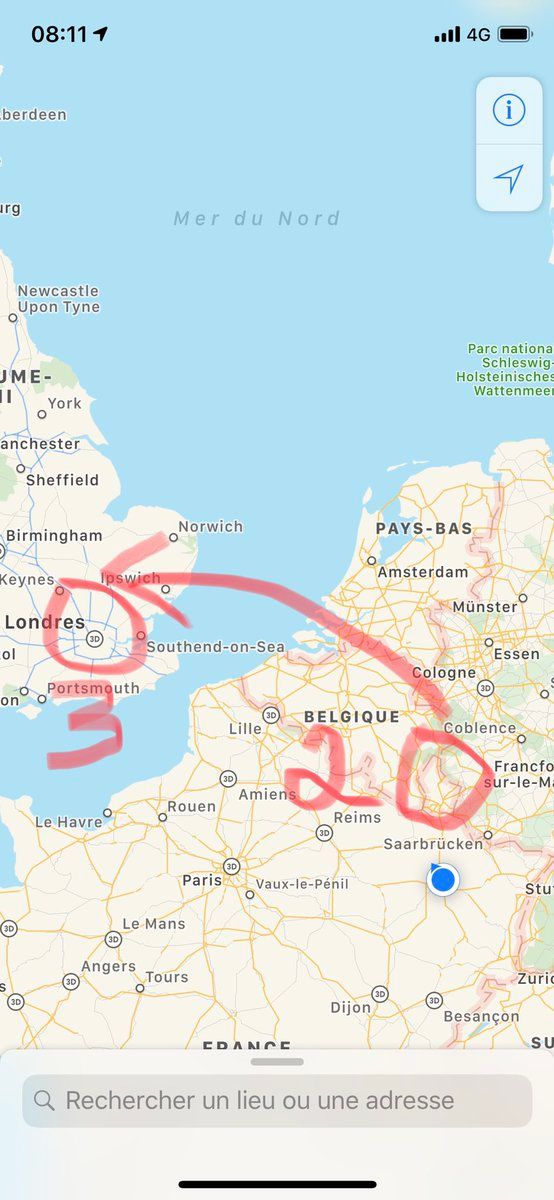 08:11
4G
berdeen
Mer du Nord
urg
Newcastle
Upon Tyne
Parc nationa
Schleswig-
Holsteinisches
Wattenmeer
UME-
NI
York
anchester
Sheffield
Birmingham
Norwich
PAYS-BAS
Keynes
Ipswich
Amsterdam
Münster
Londres
3D
Southend-on-Sea
Essen
ol
Cologne
3D
on
Portsmouth
3
Lille
3D
BELGIQUE
Coblence
2
Francfo
sur-le-Ma
3D
Amiens
Le Havre
Rouen
Reims
3D
Saarbrücken
Paris
3D
Vaux-le-Pénil
Stu
3D
Le Mans
3D
Angers
Tours
3D
3D
Zuric
Dijon
3D
3D
Besançon
FRANCE
SU
Rechercher un lieu ou une adresse